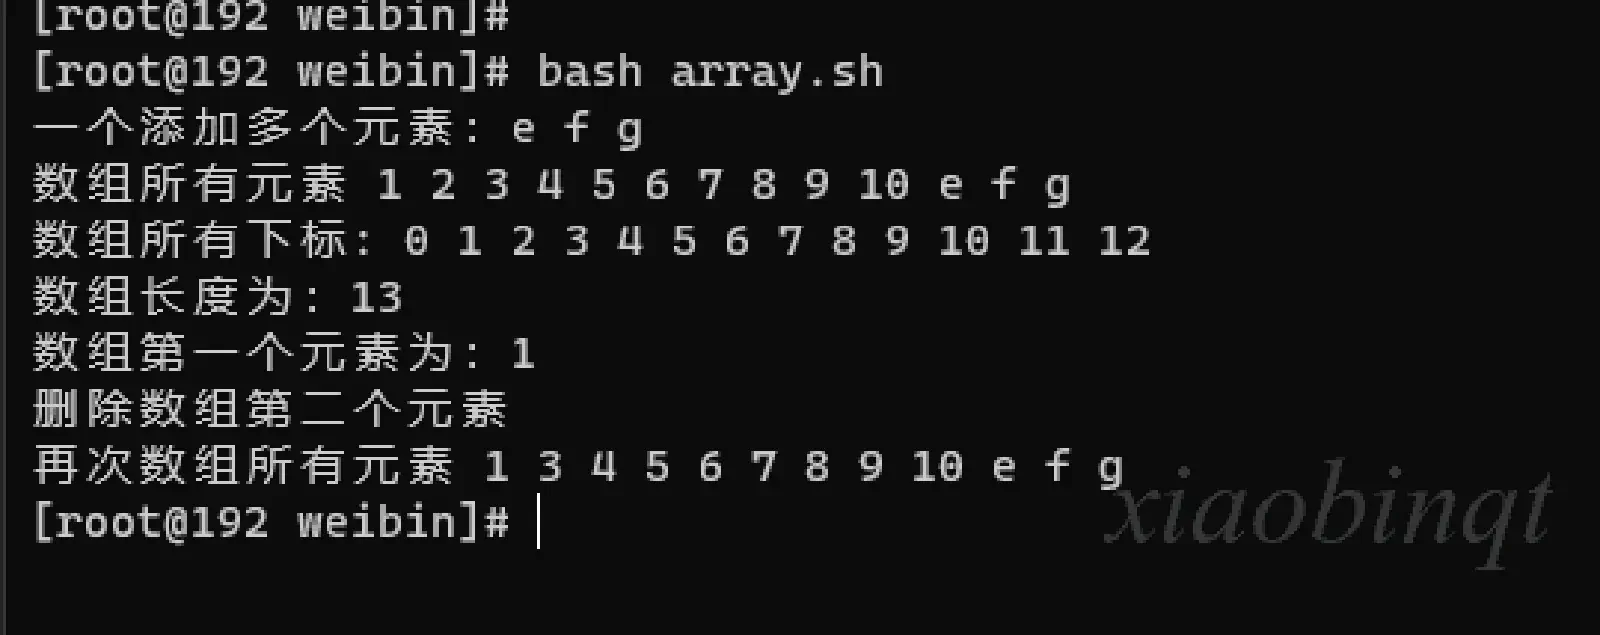 [root@192 weibin]#
[root@192 weibin]# bash array.sh
一个添加多个元素: e f g
数组所有元素 1 2 3 4 5 6 7 8 9 10 e f g
数组所有下标: 0 1 2 3 4 5 6 7 8 9 10 11 12
数组长度为: 13
数组第一个元素为: 1
删除数组第二个元素
再次数组所有元素 1 3 4 5 6 7 8 9 10 e f g
[root@192 weibin]#
xiaobinqt